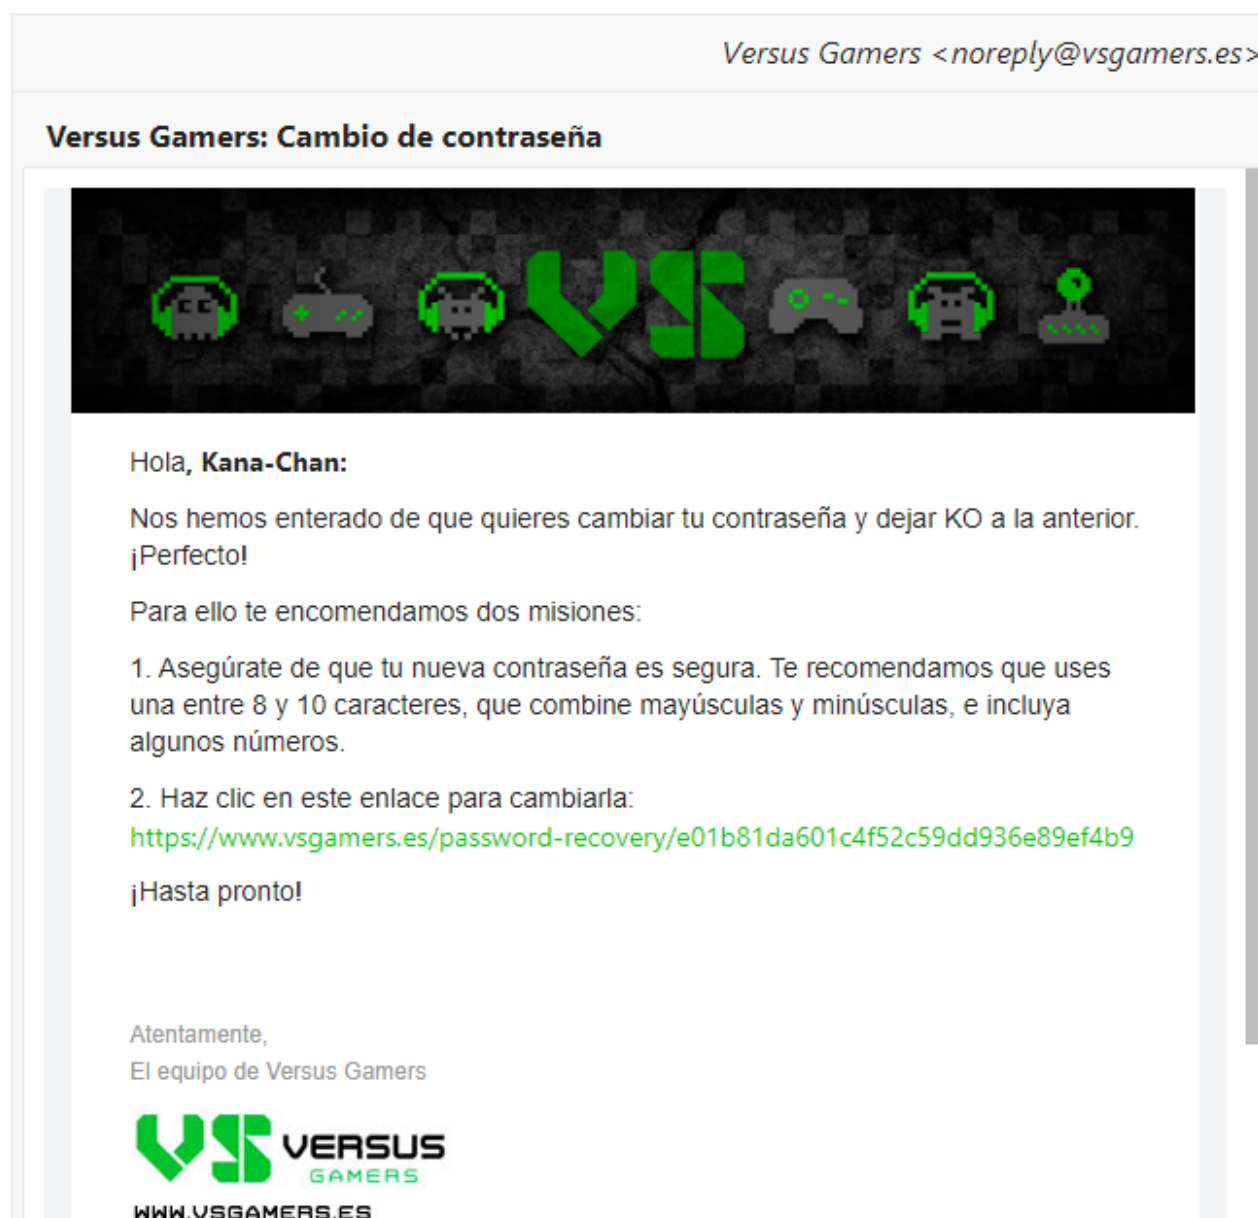 Versus Gamers <noreply@vsgamers.es>
Versus Gamers: Cambio de contraseña
VS
Hola, Kana-Chan:
Nos hemos enterado de que quieres cambiar tu contraseña y dejar KO a la anterior.
¡Perfecto!
Para ello te encomendamos dos misiones:
1. Asegúrate de que tu nueva contraseña es segura. Te recomendamos que uses
una entre 8 y 10 caracteres, que combine mayúsculas y minúsculas, e incluya
algunos números.
2. Haz clic en este enlace para cambiarla:
https://www.vsgamers.es/password-recovery/e01b81da601c4f52c59dd936e89ef4b9
¡Hasta pronto!
Atentamente,
El equipo de Versus Gamers
VS VERSUS
GAMERS
WWW.VSGAMERS.ES